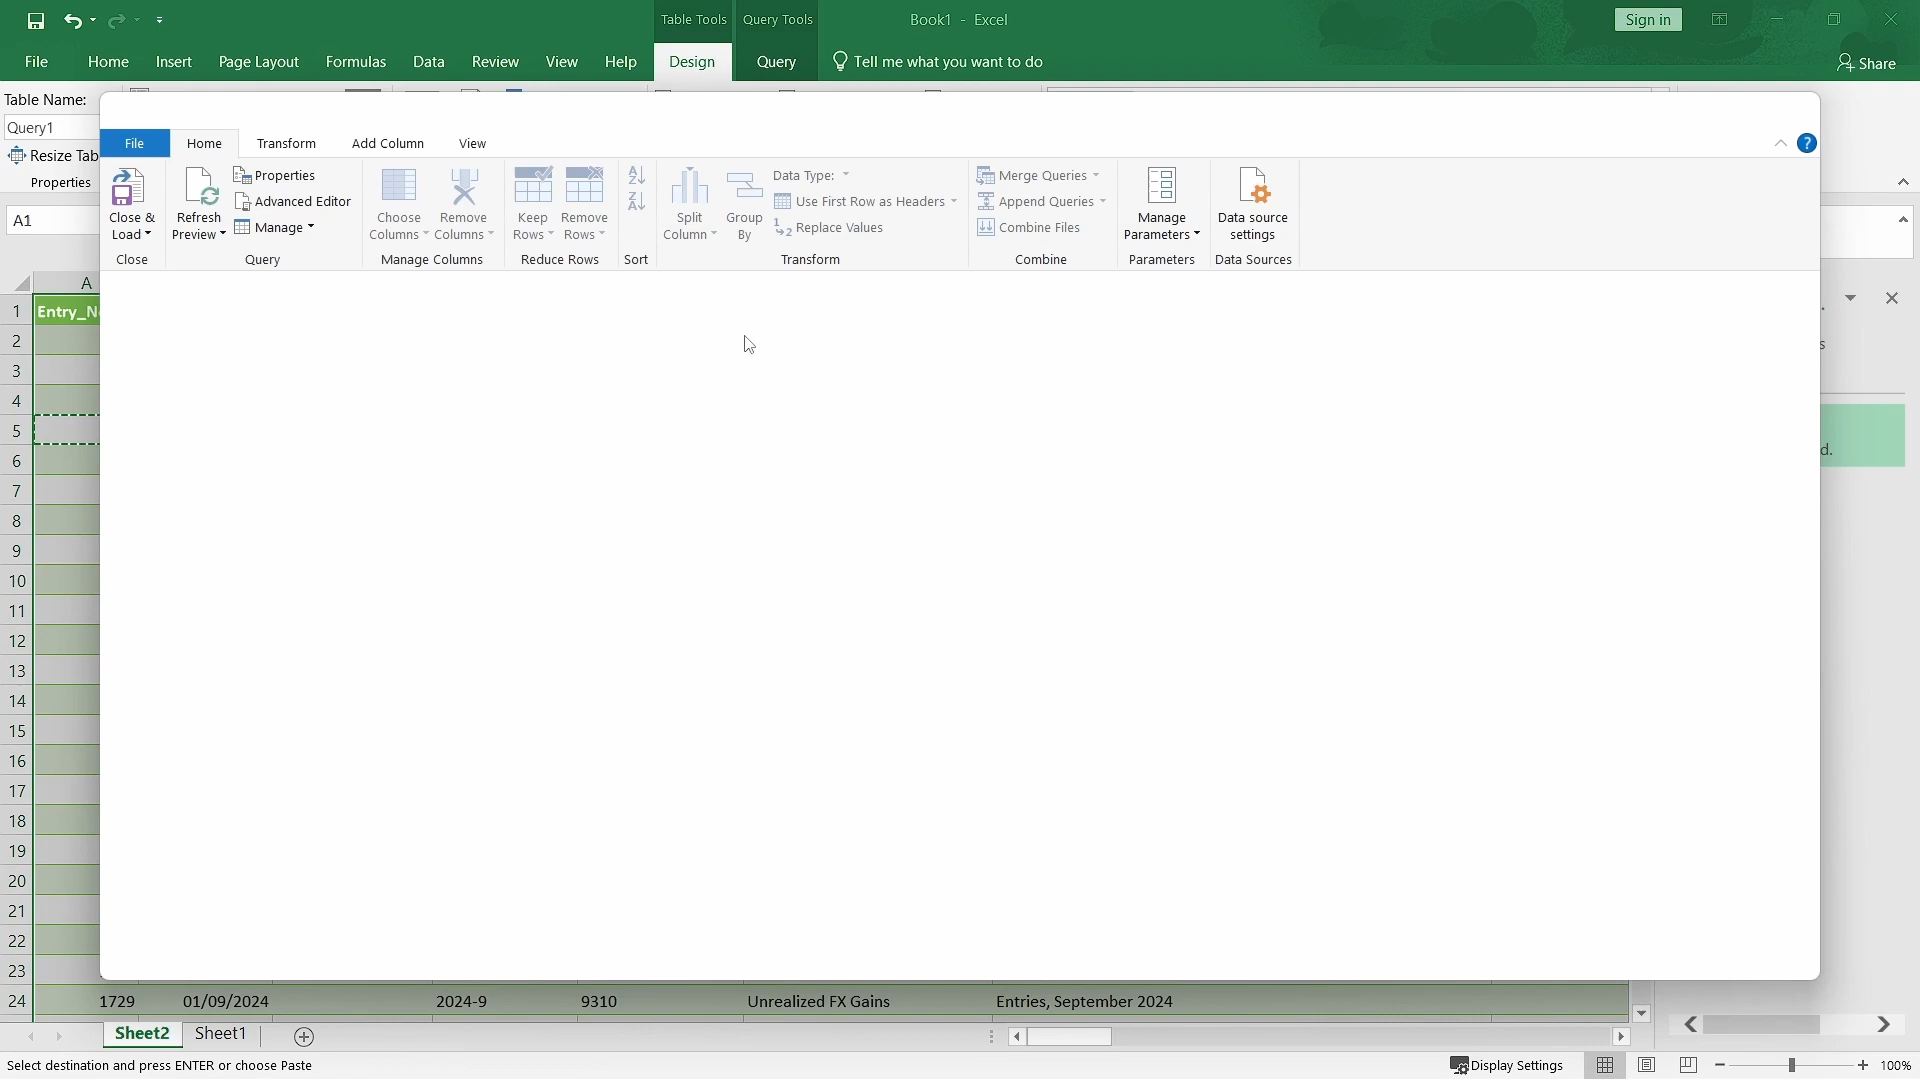 Table Tools Query Tools Book1 - Excel Sign in
File Home Insert Page Layout Formulas Data Review View Help Design Query Tell me what you want to do Share
Table Name:
Query1
Resize Tab
Properties
A1
File Home Transform Add Column View ?
Close & Load
Close
Refresh Preview
Properties
Advanced Editor
Manage
Query
Choose Columns
Remove Columns
Manage Columns
Keep Rows
Remove Rows
Reduce Rows
Sort
Split Column
Group By
Data Type:
Use First Row as Headers
Replace Values
Transform
Merge Queries
Append Queries
Combine Files
Combine
Manage Parameters
Parameters
Data source settings
Data Sources
A
1 Entry_N
2
3
4
5
6
7
8
9
10
11
12
13
14
15
16
17
18
19
20
21
22
23
24 1729 01/09/2024 2024-9 9310 Unrealized FX Gains Entries, September 2024
s
d.
Sheet2 Sheet1
Select destination and press ENTER or choose Paste Display Settings 100%